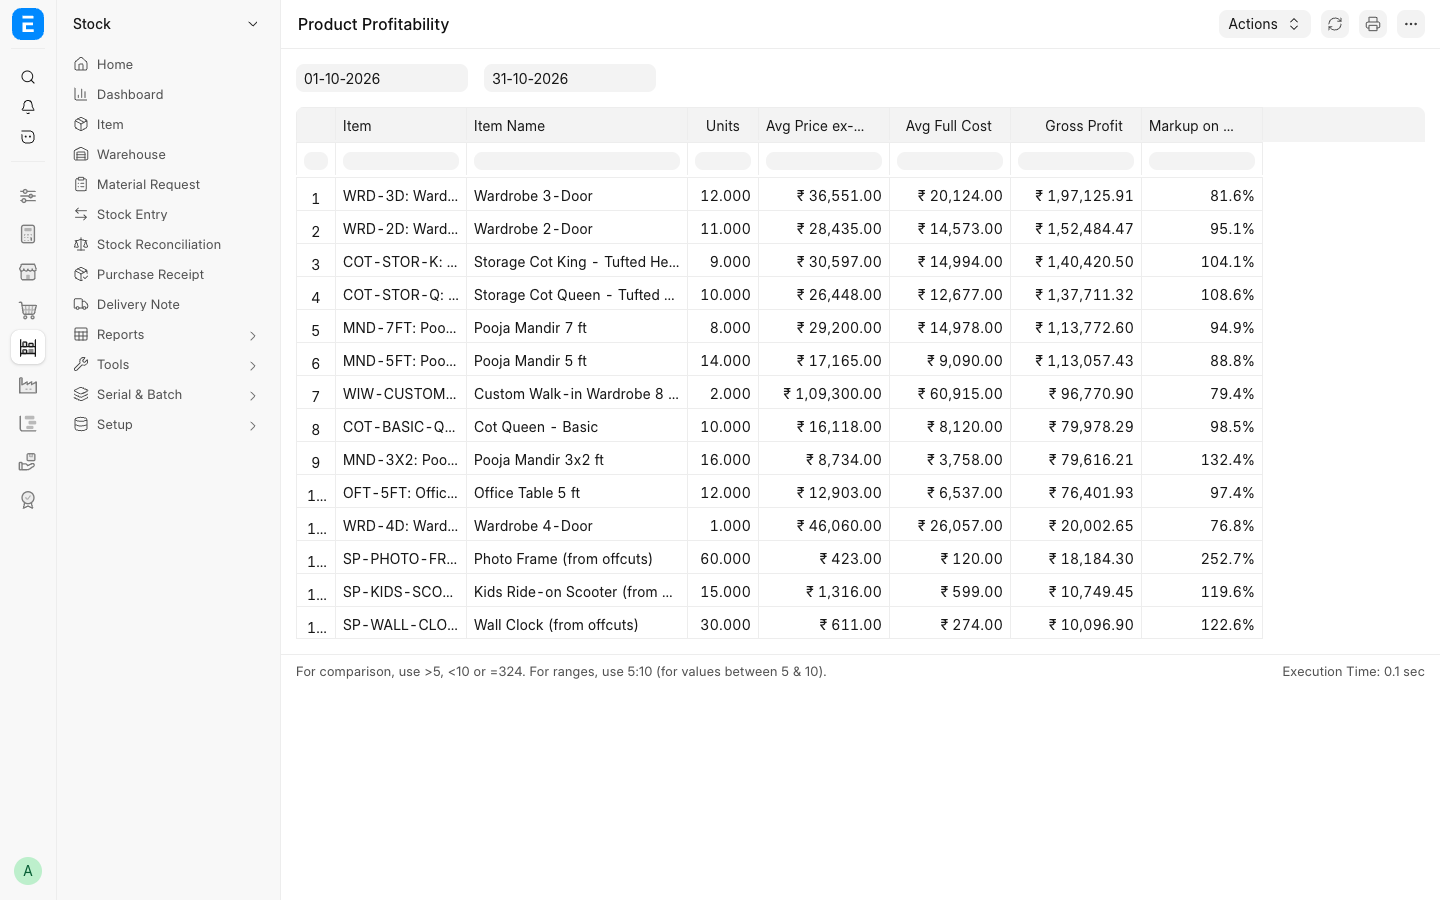 Stock
Home
Dashboard
Item
Warehouse
Material Request
Stock Entry
Stock Reconciliation
Purchase Receipt
Delivery Note
Reports
Tools
Serial & Batch
Setup
A
Product Profitability
Actions
01-10-2026 31-10-2026
Item Item Name Units Avg Price ex-... Avg Full Cost Gross Profit Markup on ...
1 WRD-3D: Ward... Wardrobe 3-Door 12.000 ₹ 36,551.00 ₹ 20,124.00 ₹ 1,97,125.91 81.6%
2 WRD-2D: Ward... Wardrobe 2-Door 11.000 ₹ 28,435.00 ₹ 14,573.00 ₹ 1,52,484.47 95.1%
3 COT-STOR-K: ... Storage Cot King - Tufted He... 9.000 ₹ 30,597.00 ₹ 14,994.00 ₹ 1,40,420.50 104.1%
4 COT-STOR-Q: ... Storage Cot Queen - Tufted ... 10.000 ₹ 26,448.00 ₹ 12,677.00 ₹ 1,37,711.32 108.6%
5 MND-7FT: Poo... Pooja Mandir 7 ft 8.000 ₹ 29,200.00 ₹ 14,978.00 ₹ 1,13,772.60 94.9%
6 MND-5FT: Poo... Pooja Mandir 5 ft 14.000 ₹ 17,165.00 ₹ 9,090.00 ₹ 1,13,057.43 88.8%
7 WIW-CUSTOM... Custom Walk-in Wardrobe 8 ... 2.000 ₹ 1,09,300.00 ₹ 60,915.00 ₹ 96,770.90 79.4%
8 COT-BASIC-Q... Cot Queen - Basic 10.000 ₹ 16,118.00 ₹ 8,120.00 ₹ 79,978.29 98.5%
9 MND-3X2: Poo... Pooja Mandir 3x2 ft 16.000 ₹ 8,734.00 ₹ 3,758.00 ₹ 79,616.21 132.4%
1... OFT-5FT: Offic... Office Table 5 ft 12.000 ₹ 12,903.00 ₹ 6,537.00 ₹ 76,401.93 97.4%
1... WRD-4D: Ward... Wardrobe 4-Door 1.000 ₹ 46,060.00 ₹ 26,057.00 ₹ 20,002.65 76.8%
1... SP-PHOTO-FR... Photo Frame (from offcuts) 60.000 ₹ 423.00 ₹ 120.00 ₹ 18,184.30 252.7%
1... SP-KIDS-SCO... Kids Ride-on Scooter (from ... 15.000 ₹ 1,316.00 ₹ 599.00 ₹ 10,749.45 119.6%
1... SP-WALL-CLO... Wall Clock (from offcuts) 30.000 ₹ 611.00 ₹ 274.00 ₹ 10,096.90 122.6%
For comparison, use >5, <10 or =324. For ranges, use 5:10 (for values between 5 & 10). Execution Time: 0.1 sec